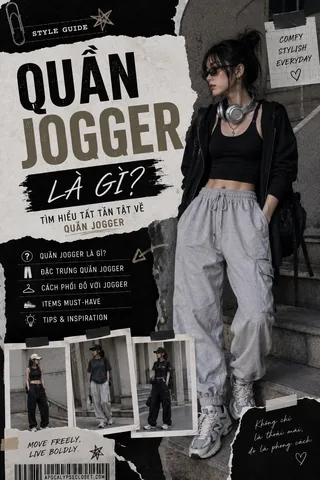 STYLE GUIDE
COMFY
STYLISH
EVERYDAY
QUẦN
JOGGER
LÀ GÌ?
TÌM HIỂU TẤT TẦN TẬT VỀ
QUẦN JOGGER
QUẦN JOGGER LÀ GÌ?
ĐẶC TRƯNG QUẦN JOGGER
CÁCH PHỐI ĐỒ VỚI JOGGER
ITEMS MUST-HAVE
TIPS & INSPIRATION
MOVE FREELY,
LIVE BOLDLY.
APOCALYPSECLOSET.COM
Không chỉ
là thoải mái,
đó là phong cách